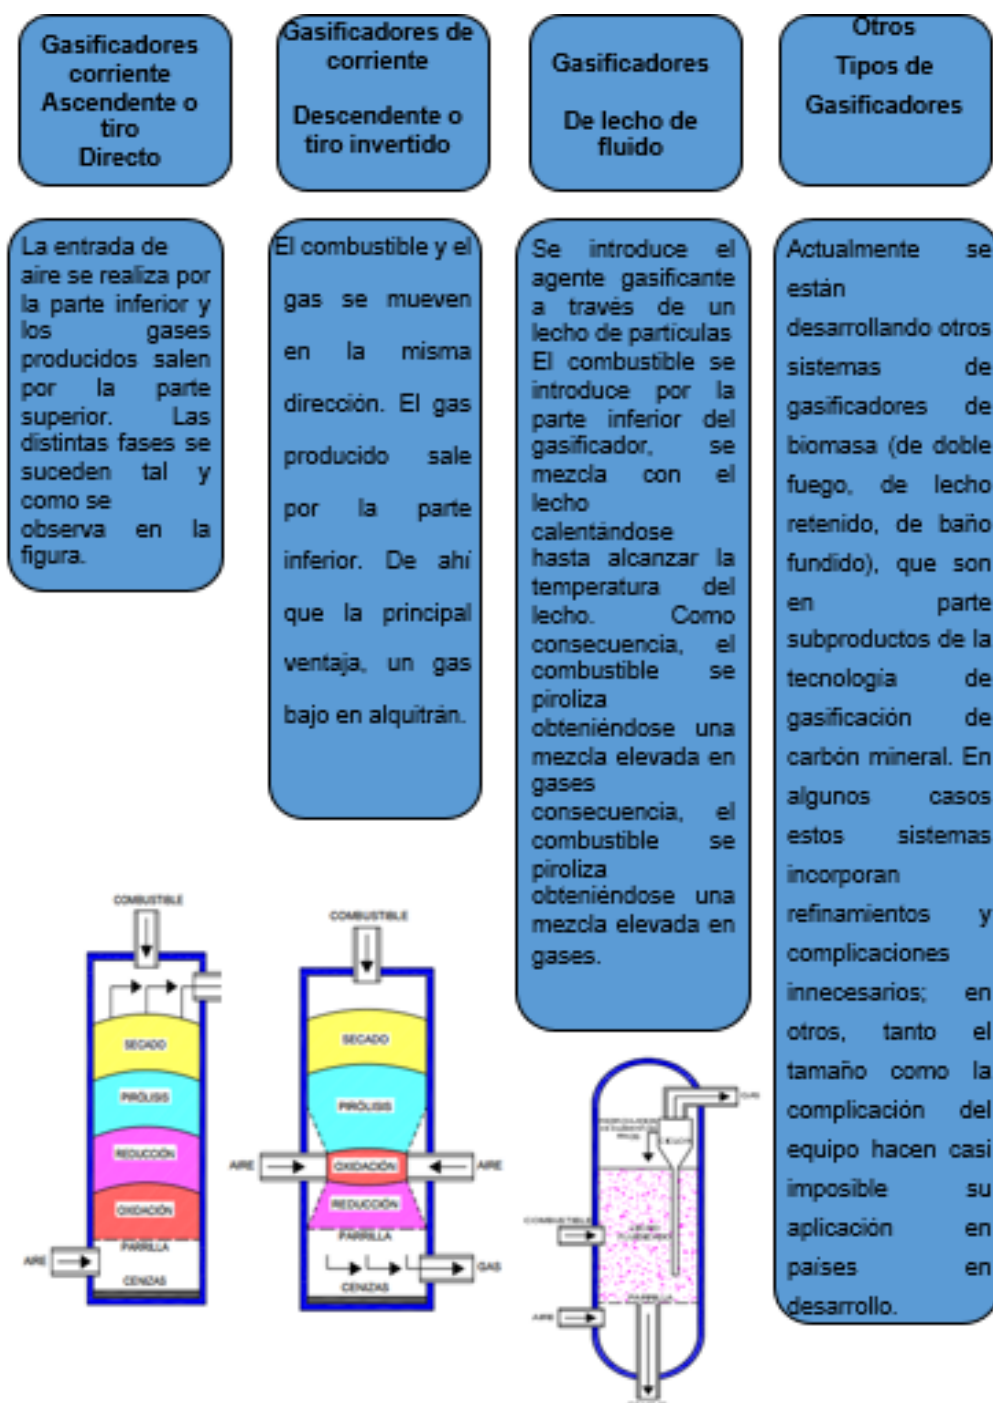 Gasificadores
corriente
Ascendente o
tiro
Directo
Gasificadores de
corriente
Descendente o
tiro invertido
Gasificadores
De lecho de
fluido
Otros
Tipos de
Gasificadores
La entrada de
aire se realiza por
la parte inferior y
los gases
producidos salen
por la parte
superior. Las
distintas fases se
suceden tal y
como se
observa en la
figura.
El combustible y el
gas se mueven
en la misma
dirección. El gas
producido sale
por la parte
inferior. De ahí
que la principal
ventaja, un gas
bajo en alquitrán.
Se introduce el
agente gasificante
a través de un
lecho de partículas
El combustible se
introduce por la
parte inferior del
gasificador, se
mezcla con el
lecho
calentándose
hasta alcanzar la
temperatura del
lecho. Como
consecuencia, el
combustible se
piroliza
obteniéndose una
mezcla elevada en
gases
consecuencia, el
combustible se
piroliza
obteniéndose una
mezcla elevada en
gases.
Actualmente se
están
desarrollando otros
sistemas de
gasificadores de
biomasa (de doble
fuego, de lecho
retenido, de baño
fundido), que son
en parte
subproductos de la
tecnología de
gasificación de
carbón mineral. En
algunos casos
estos sistemas
incorporan
refinamientos y
complicaciones
innecesarios; en
otros, tanto el
tamaño como la
complicación del
equipo hacen casi
imposible su
aplicación en
países en
desarrollo.
COMBUSTIBLE
SECADO
PIRÓLISIS
REDUCCIÓN
OXIDACIÓN
PARRILLA
AIRE
CENIZAS
COMBUSTIBLE
SECADO
PIRÓLISIS
AIRE
OXIDACIÓN
AIRE
REDUCCIÓN
PARRILLA
GAS
CENIZAS
GAS
CICLON
COMBUSTIBLE
LECHO
FLUIDIZADO
PARRILLA
AIRE